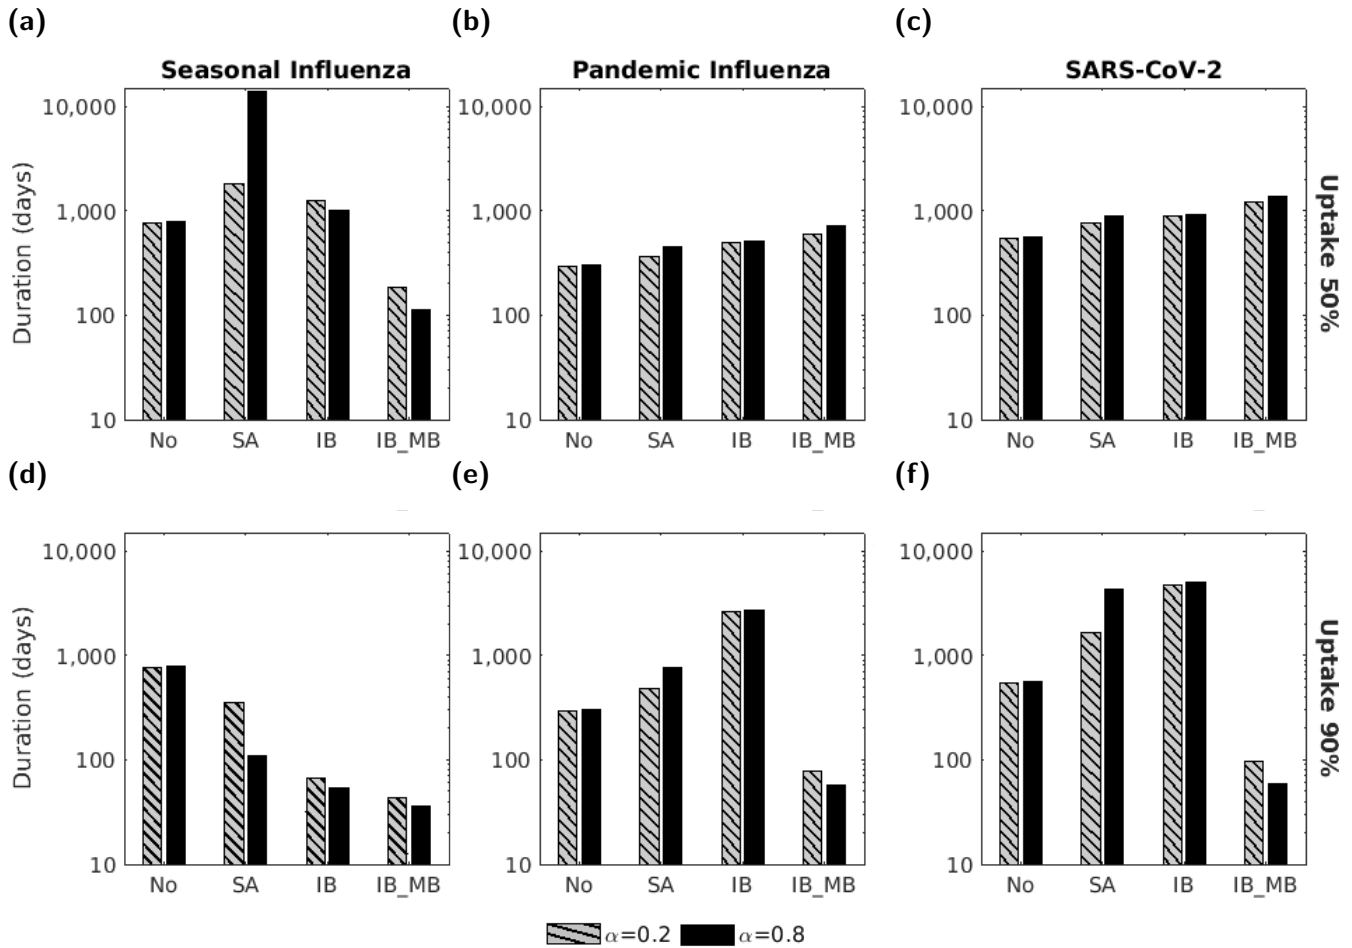 (a)
(b)
(c)
Seasonal Influenza
Pandemic Influenza
SARS-CoV-2
10,000
1,000
100
10
Duration (days)
No SA IB IB_MB
10,000
1,000
100
10
No SA IB IB_MB
10,000
1,000
100
10
No SA IB IB_MB
Uptake 50%
(d)
(e)
(f)
10,000
1,000
100
10
Duration (days)
No SA IB IB_MB
10,000
1,000
100
10
No SA IB IB_MB
10,000
1,000
100
10
No SA IB IB_MB
Uptake 90%
α=0.2 α=0.8